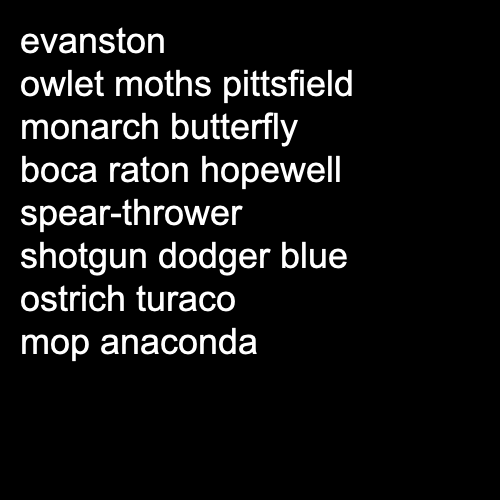 evanston
owlet moths pittsfield
monarch butterfly
boca raton hopewell
spear-thrower
shotgun dodger blue
ostrich turaco
mop anaconda